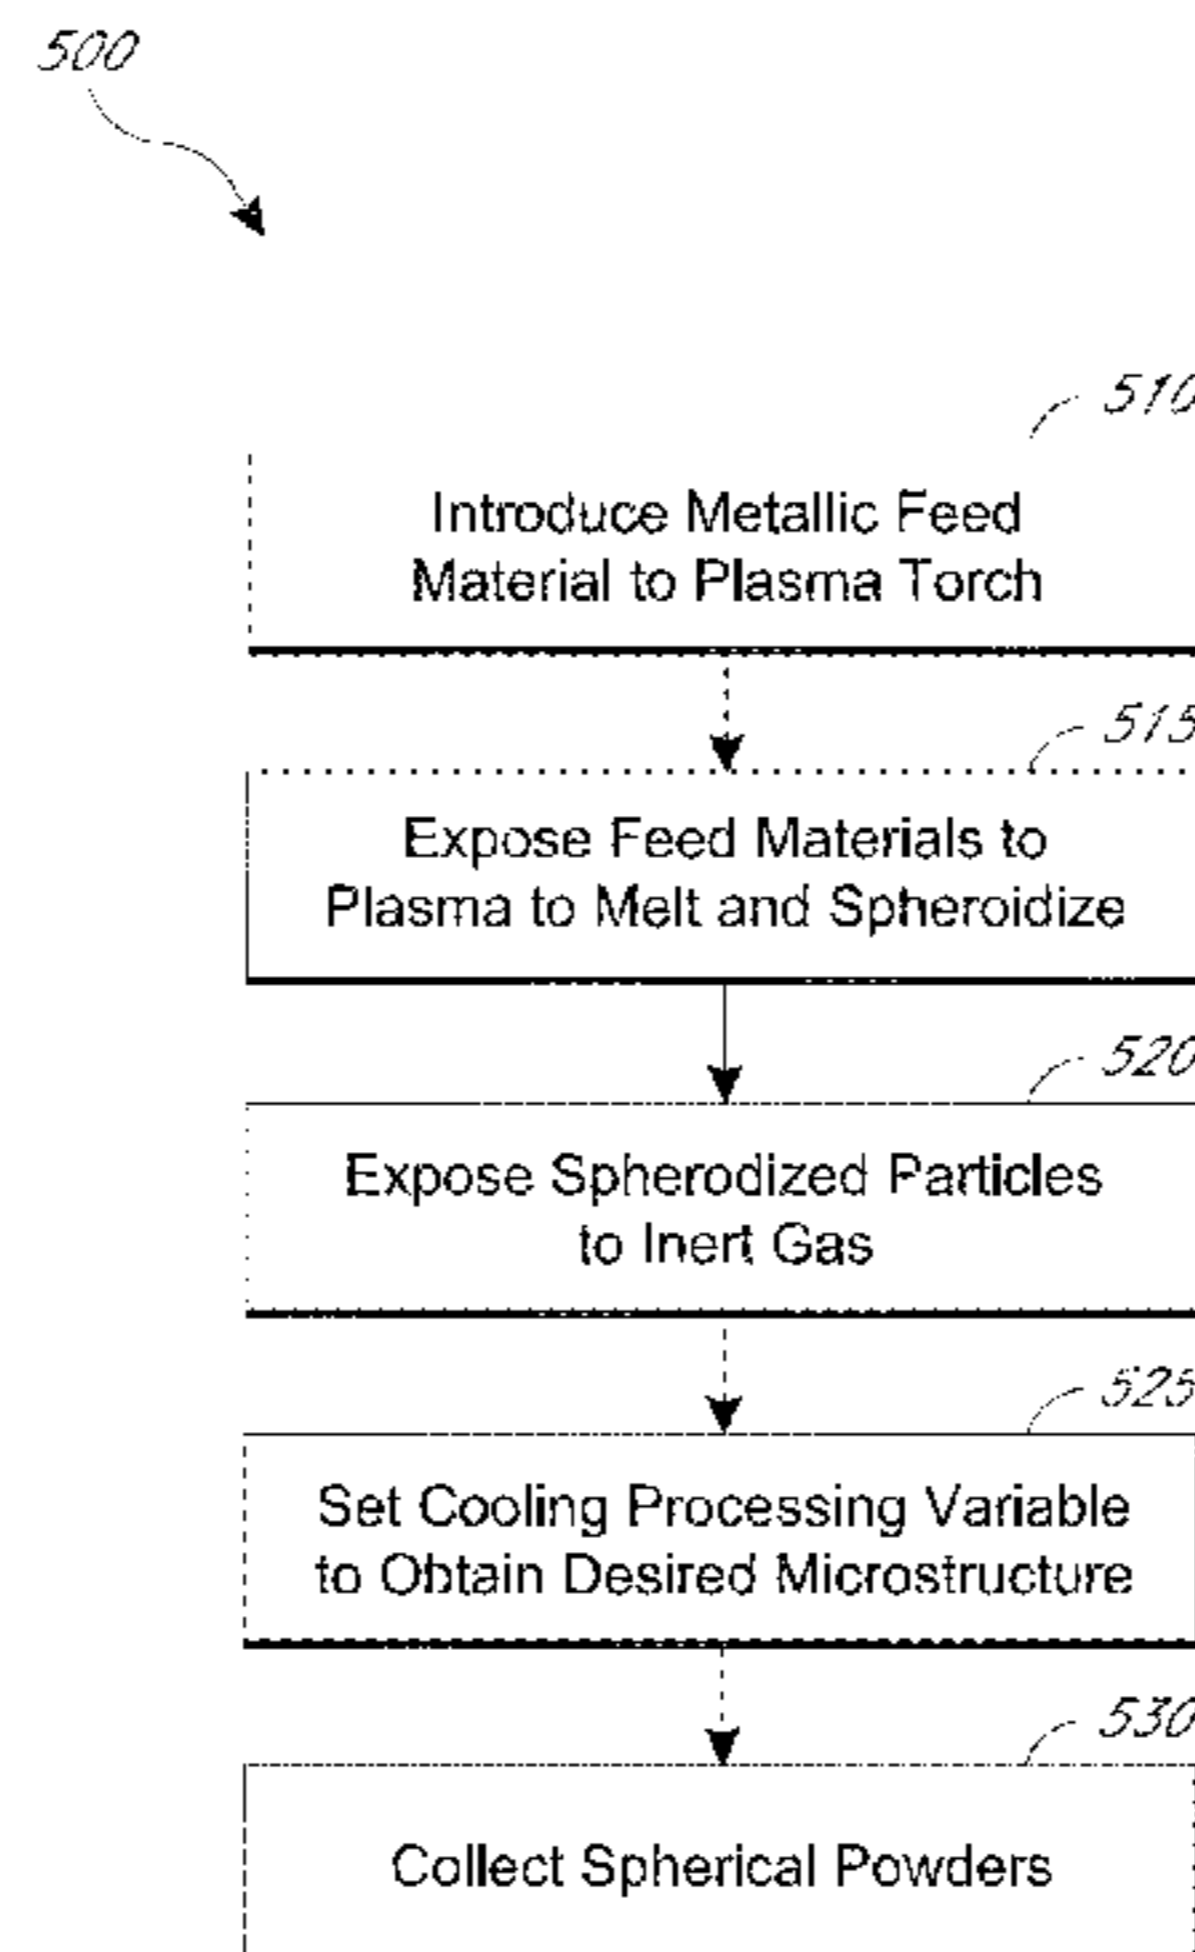 500
510
Introduce Metallic Feed
Material to Plasma Torch
515
Expose Feed Materials to
Plasma to Melt and Spheroidize
520
Expose Spherodized Particles
to Inert Gas
525
Set Cooling Processing Variable
to Obtain Desired Microstructure
530
Collect Spherical Powders